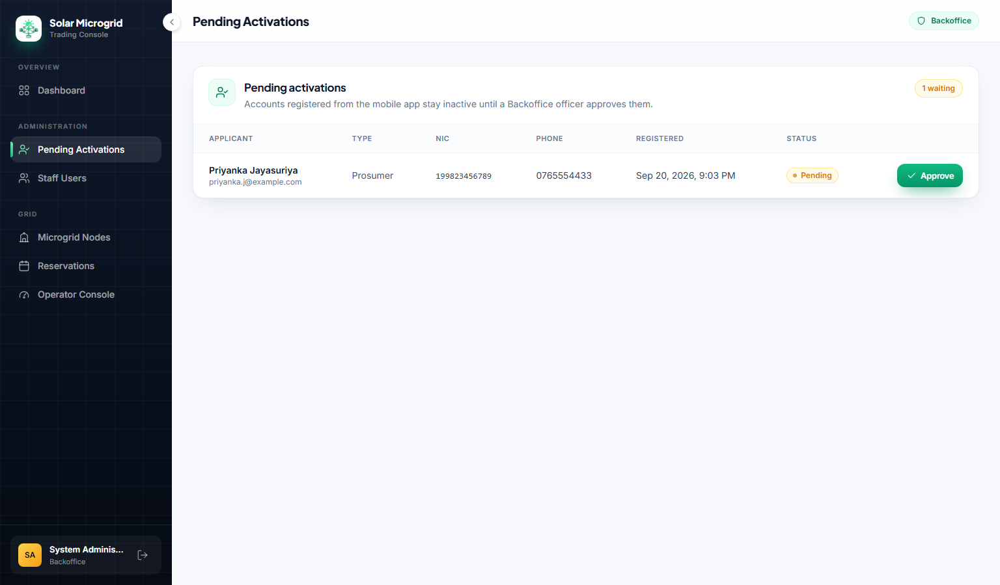 Solar Microgrid
Trading Console
OVERVIEW
Dashboard
ADMINISTRATION
Pending Activations
Staff Users
GRID
Microgrid Nodes
Reservations
Operator Console
SA
System Adminis...
Backoffice
Pending Activations
Backoffice
Pending activations
Accounts registered from the mobile app stay inactive until a Backoffice officer approves them.
1 waiting
APPLICANT TYPE NIC PHONE REGISTERED STATUS
Priyanka Jayasuriya
priyanka.j@example.com
Prosumer 199823456789 0765554433 Sep 20, 2026, 9:03 PM Pending Approve